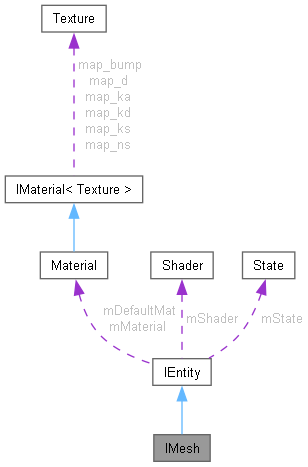 Texture
map_bump
map_d
map_ka
map_kd
map_ks
map_ns
IMaterial< Texture >
Material
Shader
State
mDefaultMat
mMaterial
mShader
mState
IEntity
IMesh